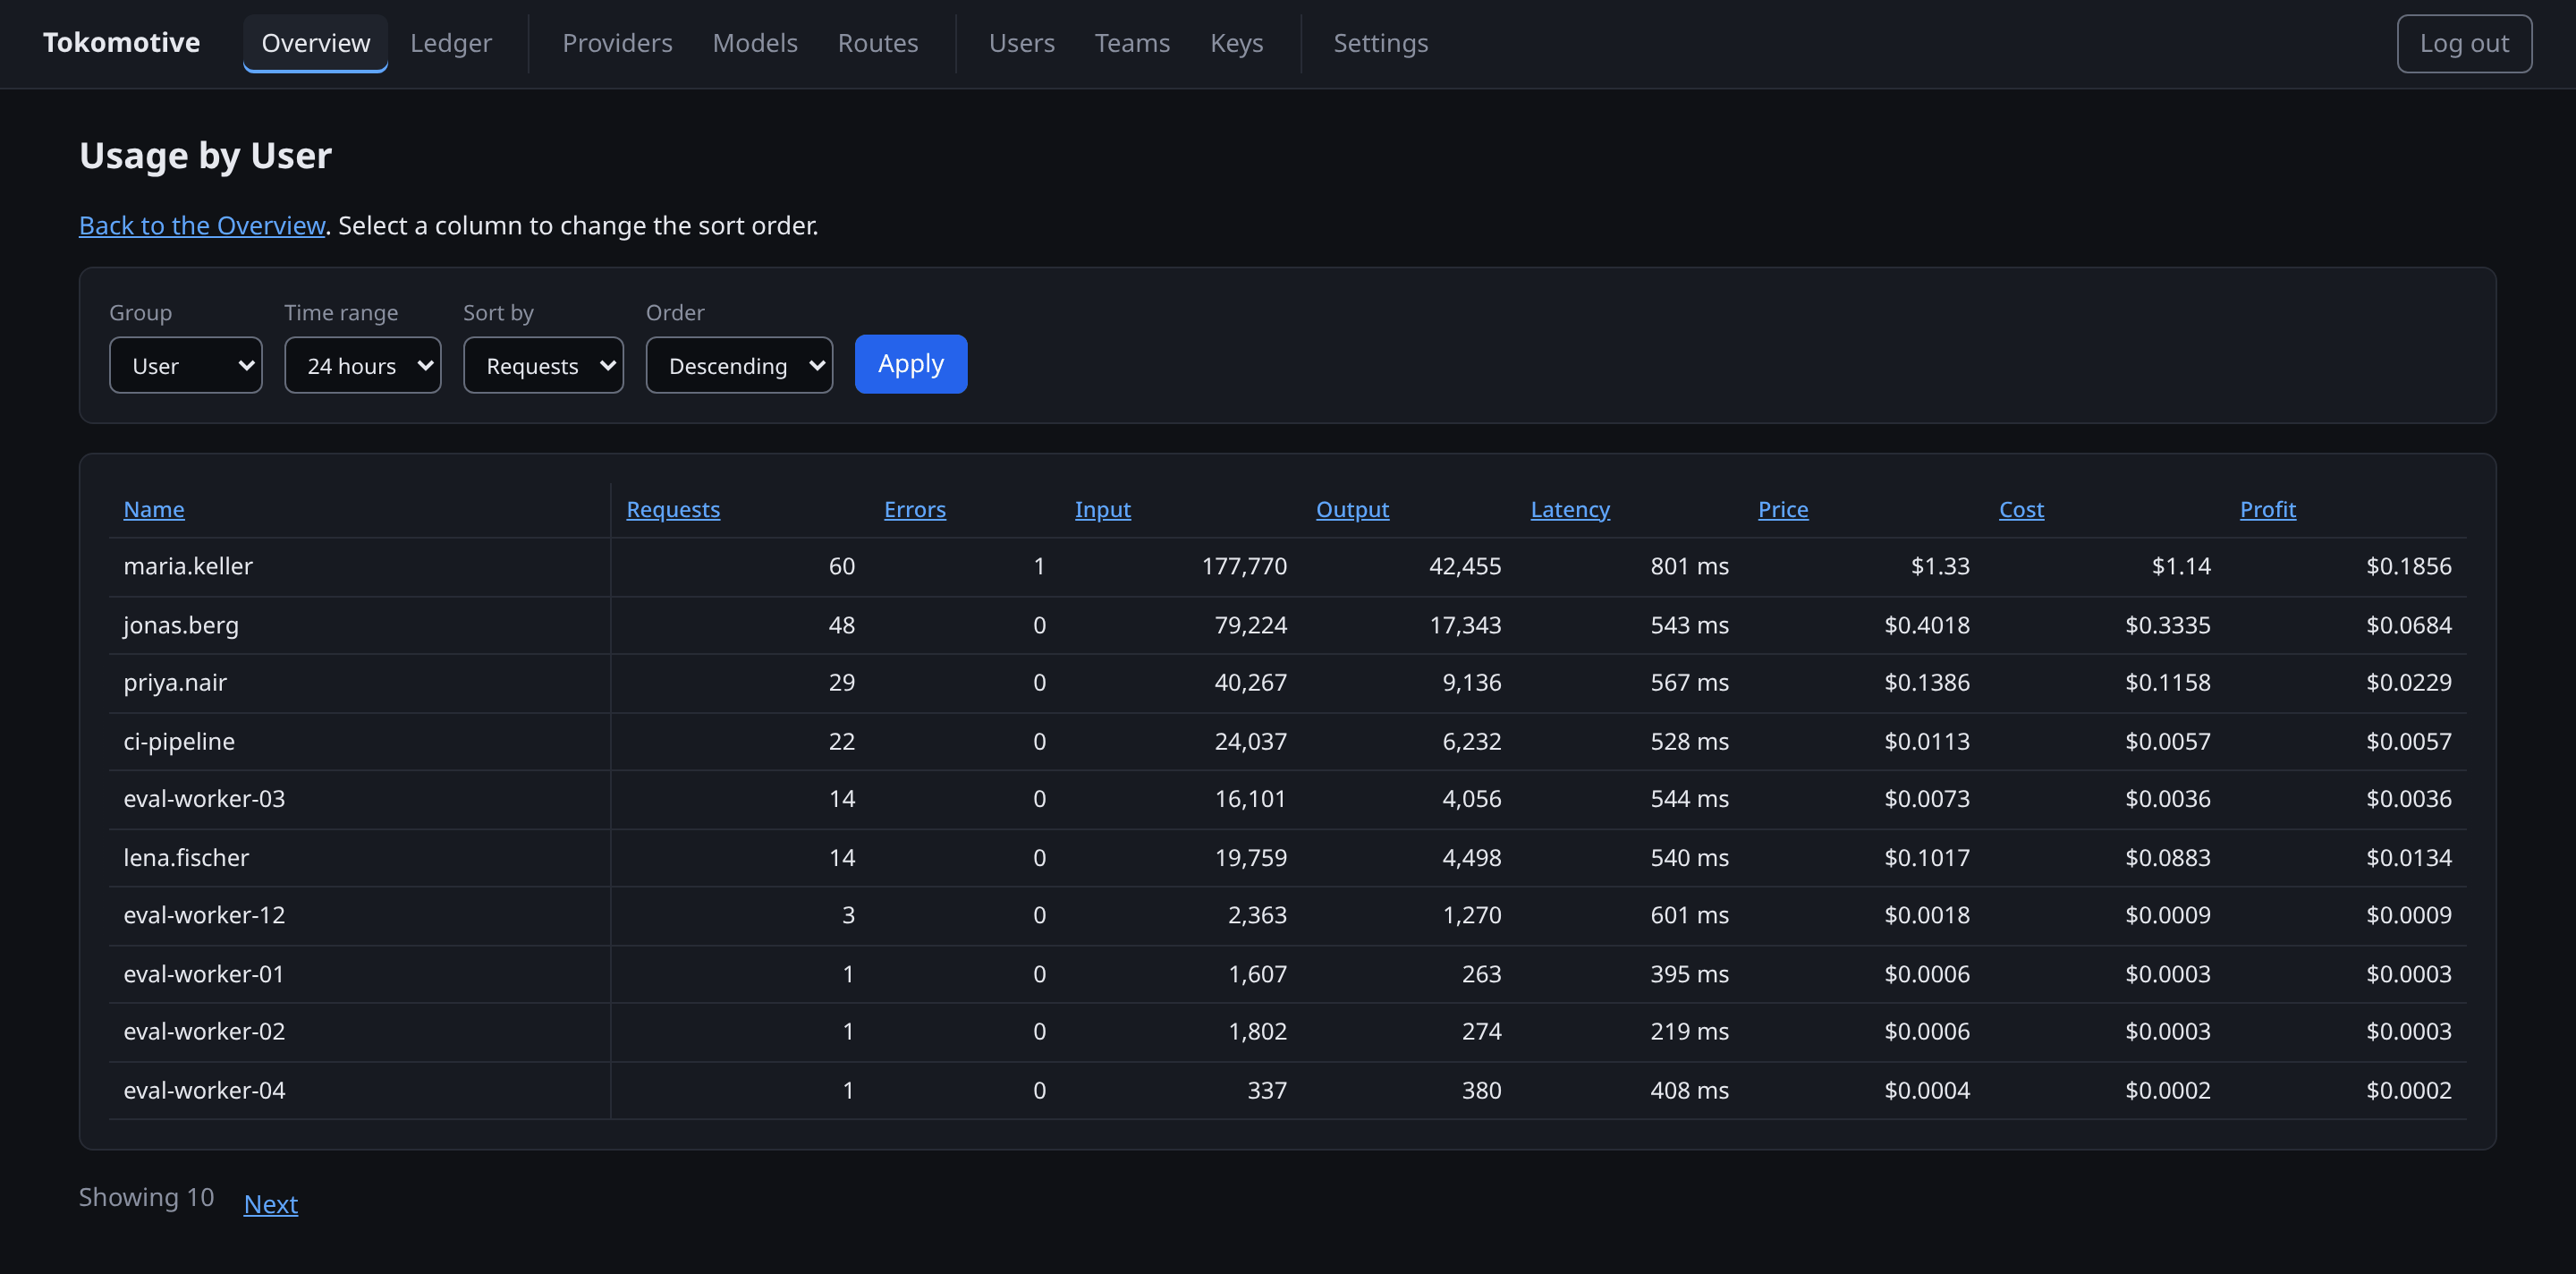 Tokomotive Overview Ledger Providers Models Routes Users Teams Keys Settings Log out
Usage by User
Back to the Overview. Select a column to change the sort order.
Group Time range Sort by Order
User 24 hours Requests Descending Apply
Name Requests Errors Input Output Latency Price Cost Profit
maria.keller 60 1 177,770 42,455 801 ms $1.33 $1.14 $0.1856
jonas.berg 48 0 79,224 17,343 543 ms $0.4018 $0.3335 $0.0684
priya.nair 29 0 40,267 9,136 567 ms $0.1386 $0.1158 $0.0229
ci-pipeline 22 0 24,037 6,232 528 ms $0.0113 $0.0057 $0.0057
eval-worker-03 14 0 16,101 4,056 544 ms $0.0073 $0.0036 $0.0036
lena.fischer 14 0 19,759 4,498 540 ms $0.1017 $0.0883 $0.0134
eval-worker-12 3 0 2,363 1,270 601 ms $0.0018 $0.0009 $0.0009
eval-worker-01 1 0 1,607 263 395 ms $0.0006 $0.0003 $0.0003
eval-worker-02 1 0 1,802 274 219 ms $0.0006 $0.0003 $0.0003
eval-worker-04 1 0 337 380 408 ms $0.0004 $0.0002 $0.0002
Showing 10 Next